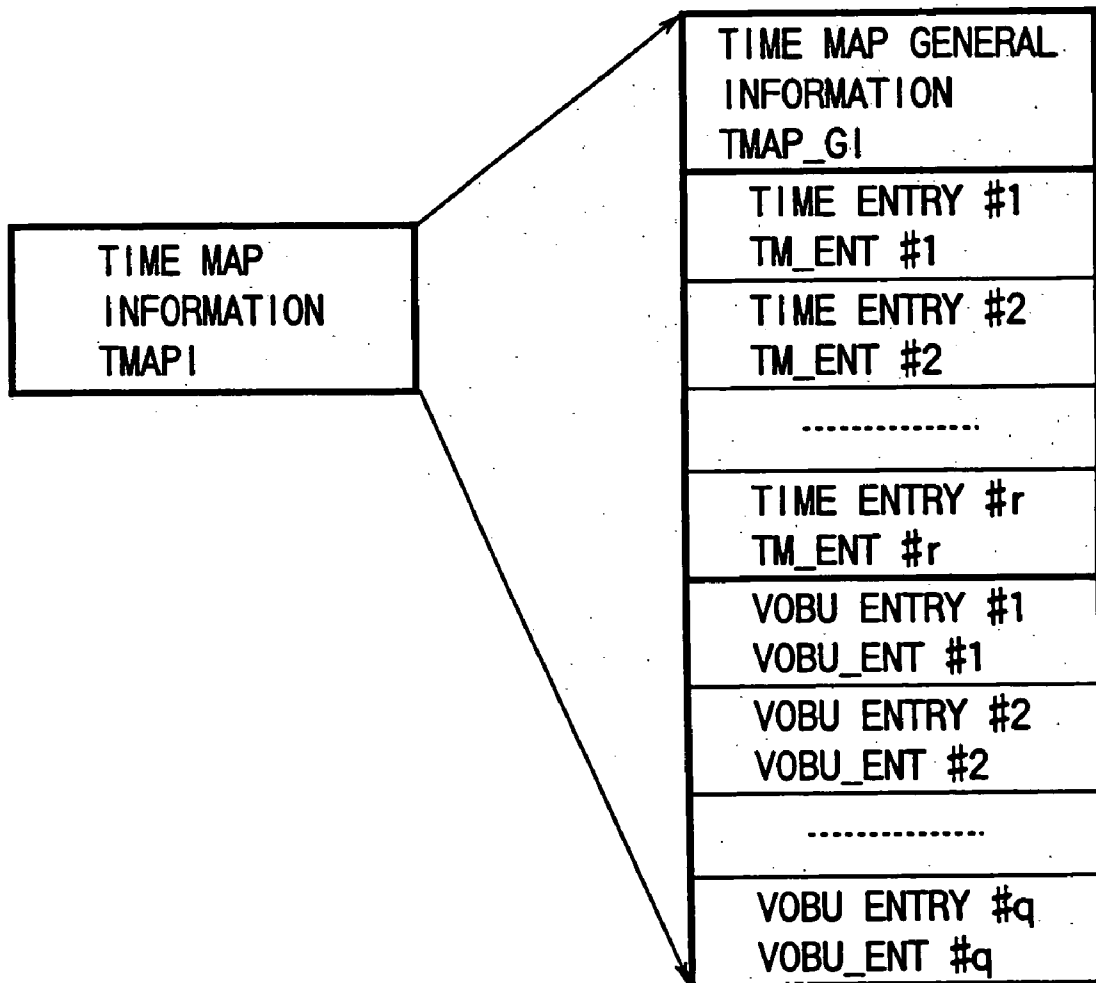 TIME MAP
INFORMATION
TMAPI
TIME MAP GENERAL
INFORMATION
TMAP_GI
TIME ENTRY #1
TM_ENT #1
TIME ENTRY #2
TM_ENT #2
TIME ENTRY #r
TM_ENT #r
VOBU ENTRY #1
VOBU_ENT #1
VOBU ENTRY #2
VOBU_ENT #2
VOBU ENTRY #q
VOBU_ENT #q